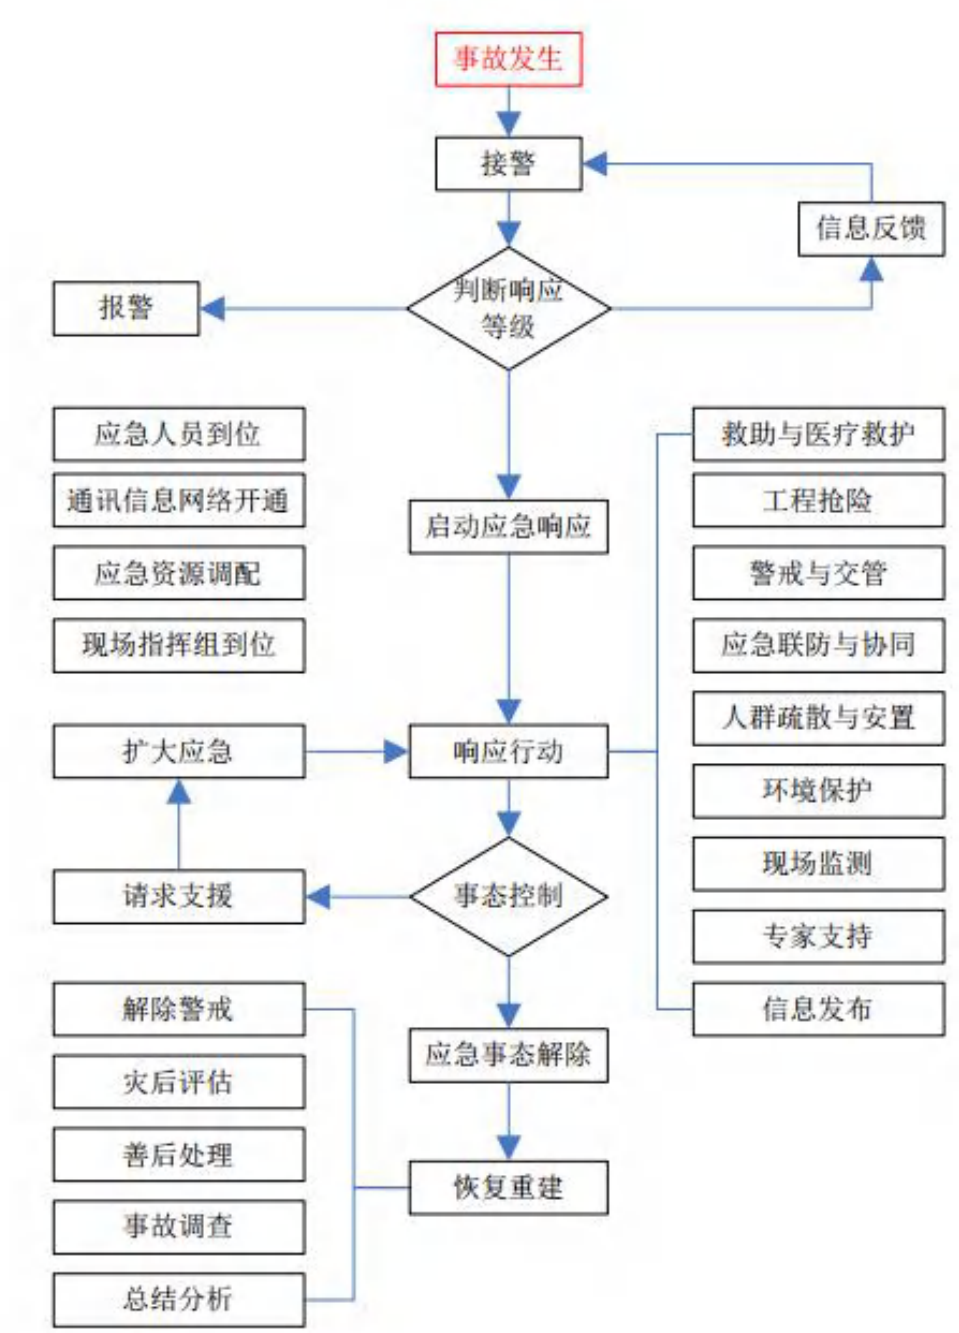 事故发生
接警
信息反馈
报警
判断响应
等级
应急人员到位
通讯信息网络开通
应急资源调配
现场指挥组到位
启动应急响应
救助与医疗救护
工程抢险
警戒与交管
应急联防与协同
人群疏散与安置
环境保护
现场监测
专家支持
信息发布
扩大应急
响应行动
请求支援
事态控制
解除警戒
灾后评估
善后处理
事故调查
总结分析
应急事态解除
恢复重建